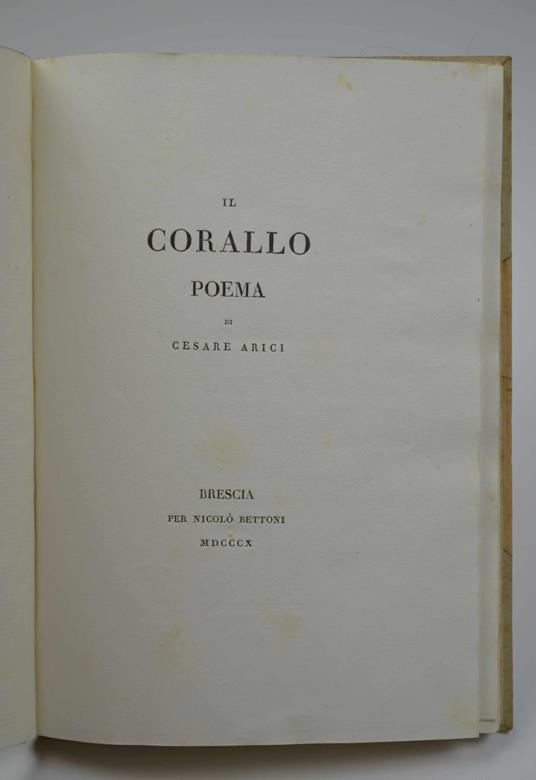 IL
CORALLO
POEMA
DI
CESARE ARICI
BRESCIA
PER NICOLÒ BETTONI
MDCCCX